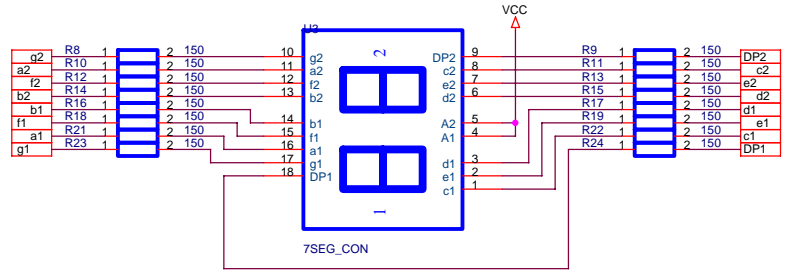 VCC
U3
g2 R8 1 2 150 10 g2 DP2 9 R9 1 2 150 DP2
a2 R10 1 2 150 11 a2 c2 8 R11 1 2 150 c2
f2 R12 1 2 150 12 f2 e2 7 R13 1 2 150 e2
b2 R14 1 2 150 13 b2 d2 6 R15 1 2 150 d2
b1 R16 1 2 150 14 b1 A2 5 R17 1 2 150 d1
f1 R18 1 2 150 15 f1 A1 4 R19 1 2 150 e1
a1 R21 1 2 150 16 a1 d1 3 R22 1 2 150 c1
g1 R23 1 2 150 17 g1 e1 2 R24 1 2 150 DP1
18 DP1 c1 1
2
1
7SEG_CON